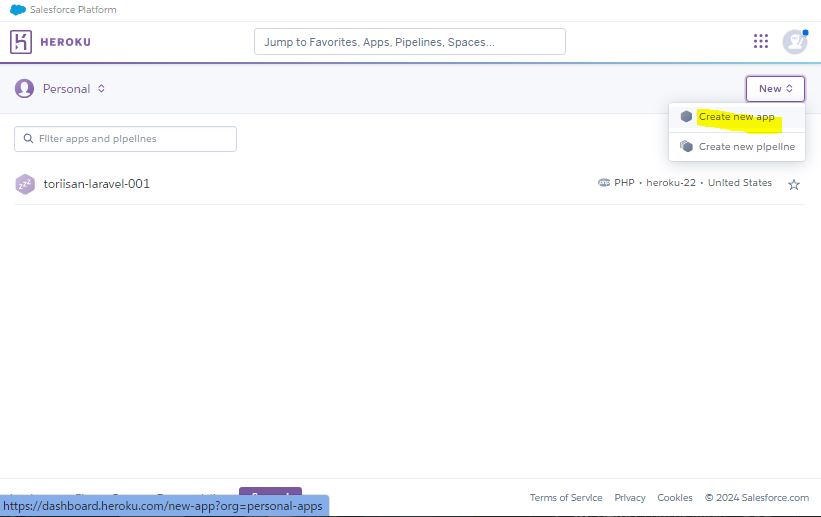 Salesforce Platform
HEROKU
Jump to Favorites, Apps, Pipelines, Spaces...
Personal
New
Create new app
Create new pipeline
Filter apps and pipelines
zzz
toriisan-laravel-001
php PHP • heroku-22 • United States
https://dashboard.heroku.com/new-app?org=personal-apps
Terms of Service Privacy Cookies © 2024 Salesforce.com